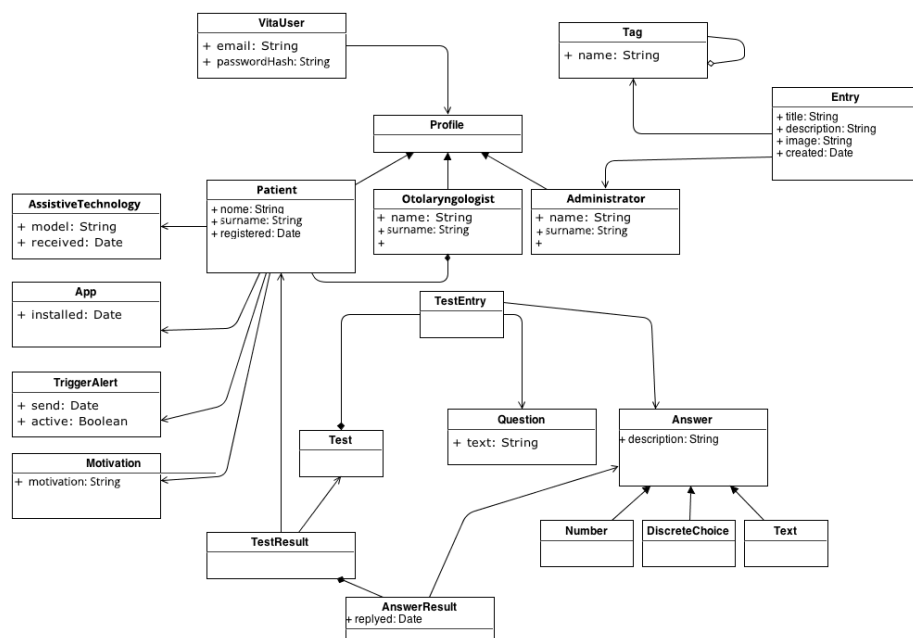 VitaUser
+ email: String
+ passwordHash: String
Tag
+ name: String
Entry
+ title: String
+ description: String
+ image: String
+ created: Date
Profile
Patient
+ nome: String
+ surname: String
+ registered: Date
Otolaryngologist
+ name: String
+ surname: String
+
Administrator
+ name: String
+ surname: String
+
AssistiveTechnology
+ model: String
+ received: Date
App
+ installed: Date
TestEntry
TriggerAlert
+ send: Date
+ active: Boolean
Question
+ text: String
Answer
+ description: String
Test
Motivation
+ motivation: String
Number
DiscreteChoice
Text
TestResult
AnswerResult
+ replyed: Date